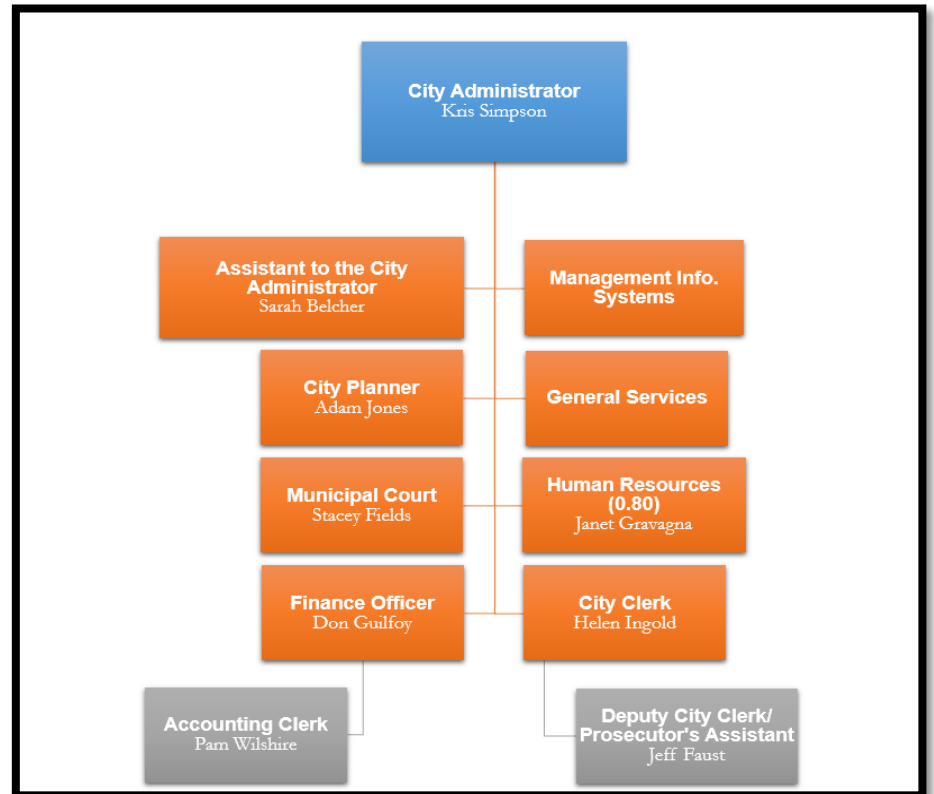 City Administrator
Kris Simpson
Assistant to the City
Administrator
Sarah Belcher
Management Info.
Systems
City Planner
Adam Jones
General Services
Municipal Court
Stacey Fields
Human Resources
(0.80)
Janet Gravagna
Finance Officer
Don Guilfoy
City Clerk
Helen Ingold
Accounting Clerk
Pam Wilshire
Deputy City Clerk/
Prosecutor's Assistant
Jeff Faust